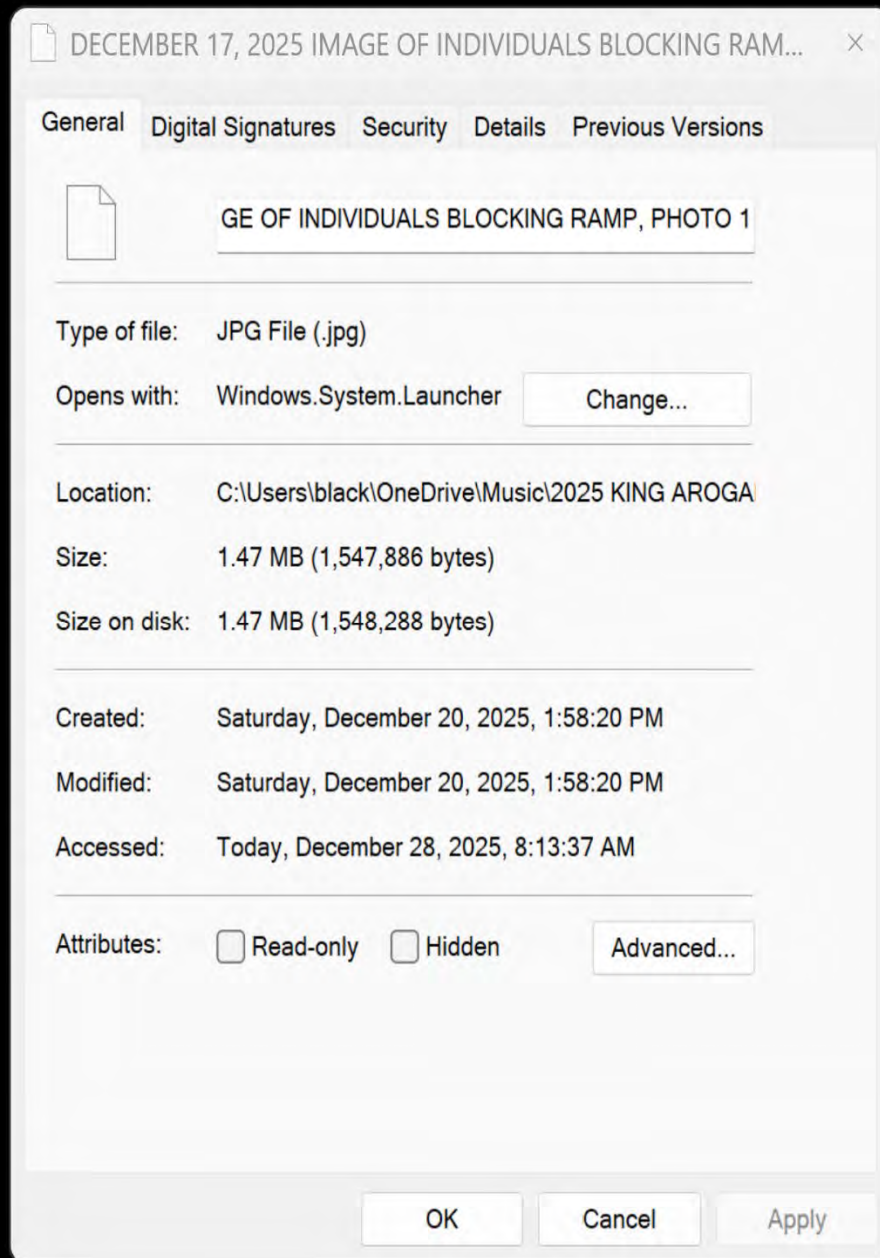 DECEMBER 17, 2025 IMAGE OF INDIVIDUALS BLOCKING RAM...
General Digital Signatures Security Details Previous Versions
GE OF INDIVIDUALS BLOCKING RAMP, PHOTO 1
Type of file: JPG File (.jpg)
Opens with: Windows.System.Launcher Change...
Location: C:\Users\black\OneDrive\Music\2025 KING AROGA
Size: 1.47 MB (1,547,886 bytes)
Size on disk: 1.47 MB (1,548,288 bytes)
Created: Saturday, December 20, 2025, 1:58:20 PM
Modified: Saturday, December 20, 2025, 1:58:20 PM
Accessed: Today, December 28, 2025, 8:13:37 AM
Attributes: Read-only Hidden Advanced...
OK Cancel Apply